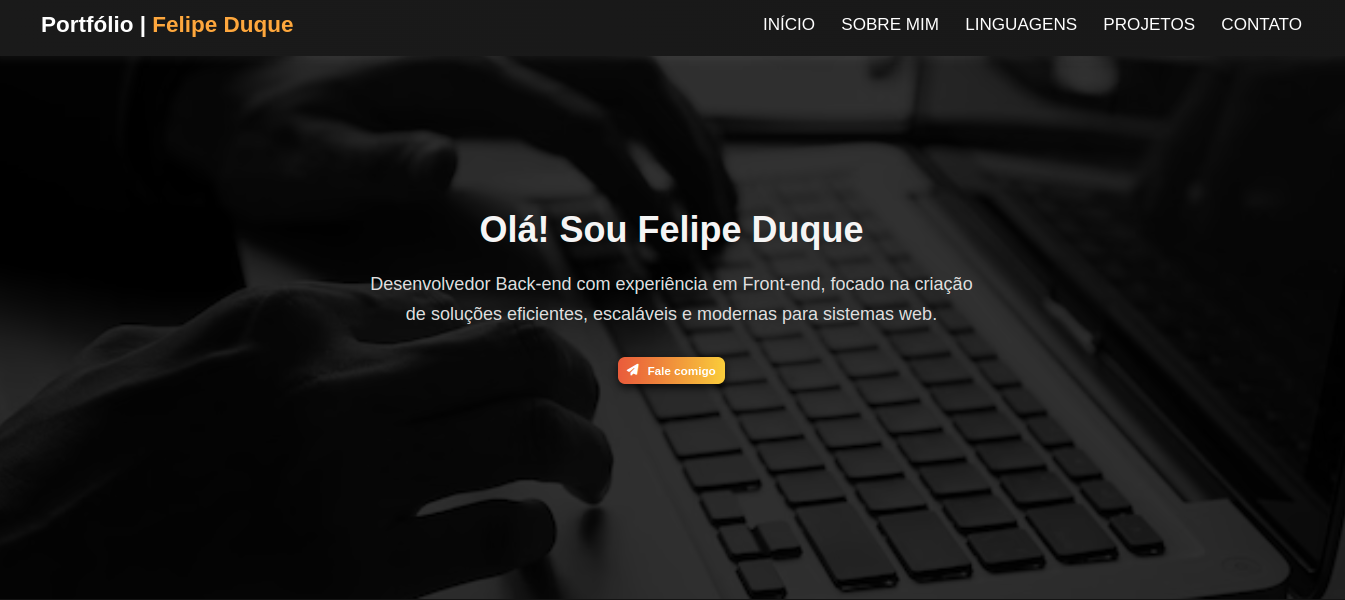 Portfólio | Felipe Duque
INÍCIO SOBRE MIM LINGUAGENS PROJETOS CONTATO
Olá! Sou Felipe Duque
Desenvolvedor Back-end com experiência em Front-end, focado na criação
de soluções eficientes, escaláveis e modernas para sistemas web.
Fale comigo